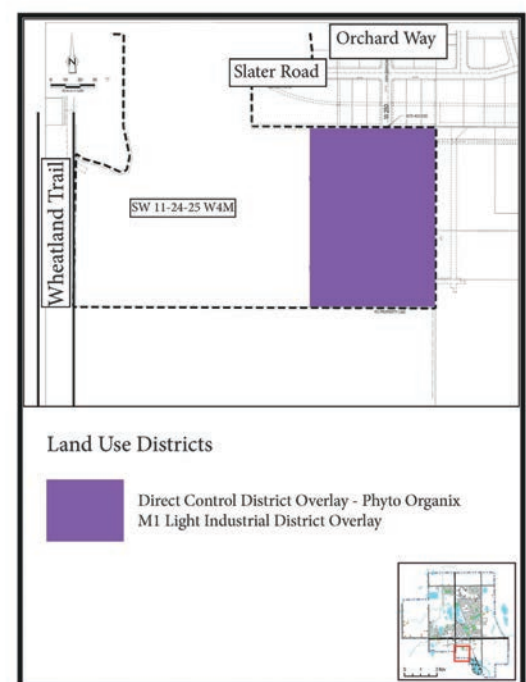 Orchard Way
Slater Road
N
SW 11-24-25 W4M
Wheatland Trail
Land Use Districts
Direct Control District Overlay - Phyto Organix
M1 Light Industrial District Overlay